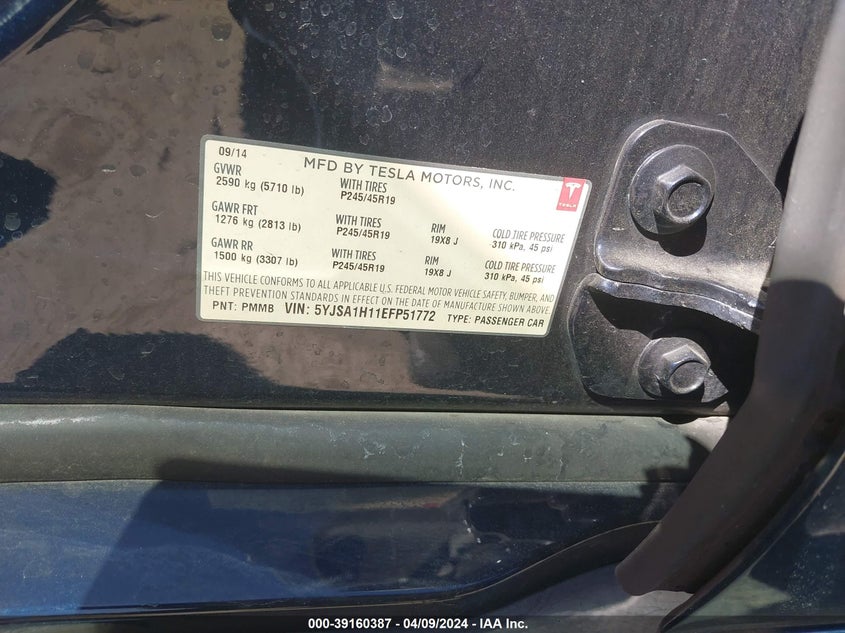 09/14
MFD BY TESLA MOTORS, INC.
GVWR
2590 kg (5710 lb)
WITH TIRES
P245/45R19
TESLA
GAWR FRT
1276 kg (2813 lb)
WITH TIRES
P245/45R19
RIM
19X8 J
COLD TIRE PRESSURE
310 kPa, 45 psi
GAWR RR
1500 kg (3307 lb)
WITH TIRES
P245/45R19
RIM
19X8 J
COLD TIRE PRESSURE
310 kPa, 45 psi
THIS VEHICLE CONFORMS TO ALL APPLICABLE U.S. FEDERAL MOTOR VEHICLE SAFETY, BUMPER, AND
THEFT PREVENTION STANDARDS IN EFFECT ON THE DATE OF MANUFACTURE SHOWN ABOVE.
PNT: PMMB VIN: 5YJSA1H11EFP51772 TYPE: PASSENGER CAR
000-39160387 - 04/09/2024 - IAA Inc.